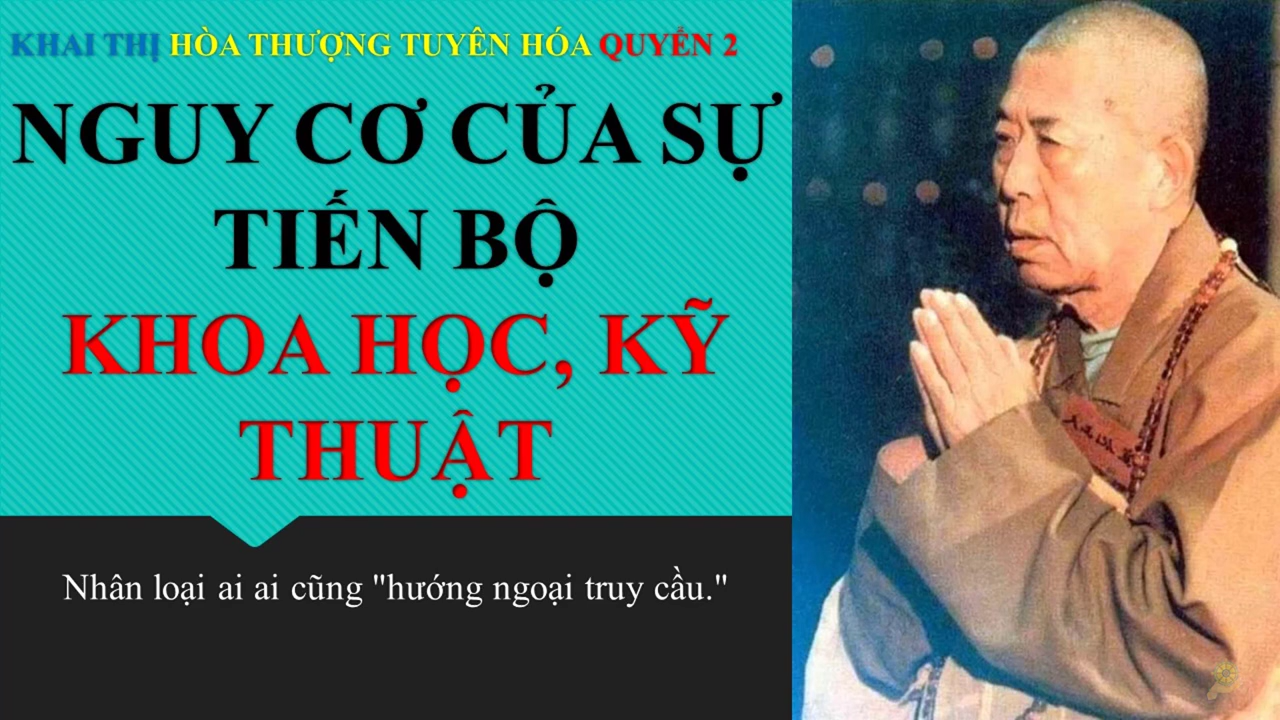 KHAI THỊ HÒA THƯỢNG TUYÊN HÓA QUYỂN 2
NGUY CƠ CỦA SỰ
TIẾN BỘ
KHOA HỌC, KỸ
THUẬT
Nhân loại ai ai cũng "hướng ngoại truy cầu."